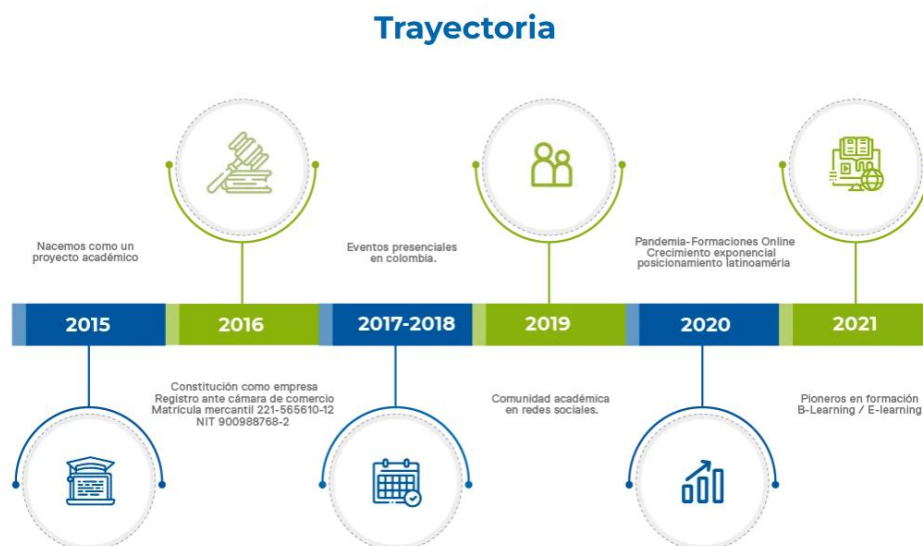 Trayectoria
Nacemos como un
proyecto académico
Eventos presenciales
en colombia.
Pandemia-Formaciones Online
Crecimiento exponencial
posicionamiento latinoaméria
2015
2016
2017-2018
2019
2020
2021
Constitución como empresa
Registro ante cámara de comercio
Matrícula mercantil 221-565610-12
NIT 900988768-2
Comunidad académica
en redes sociales.
Pioneros en formación
B-Learning / E-learning